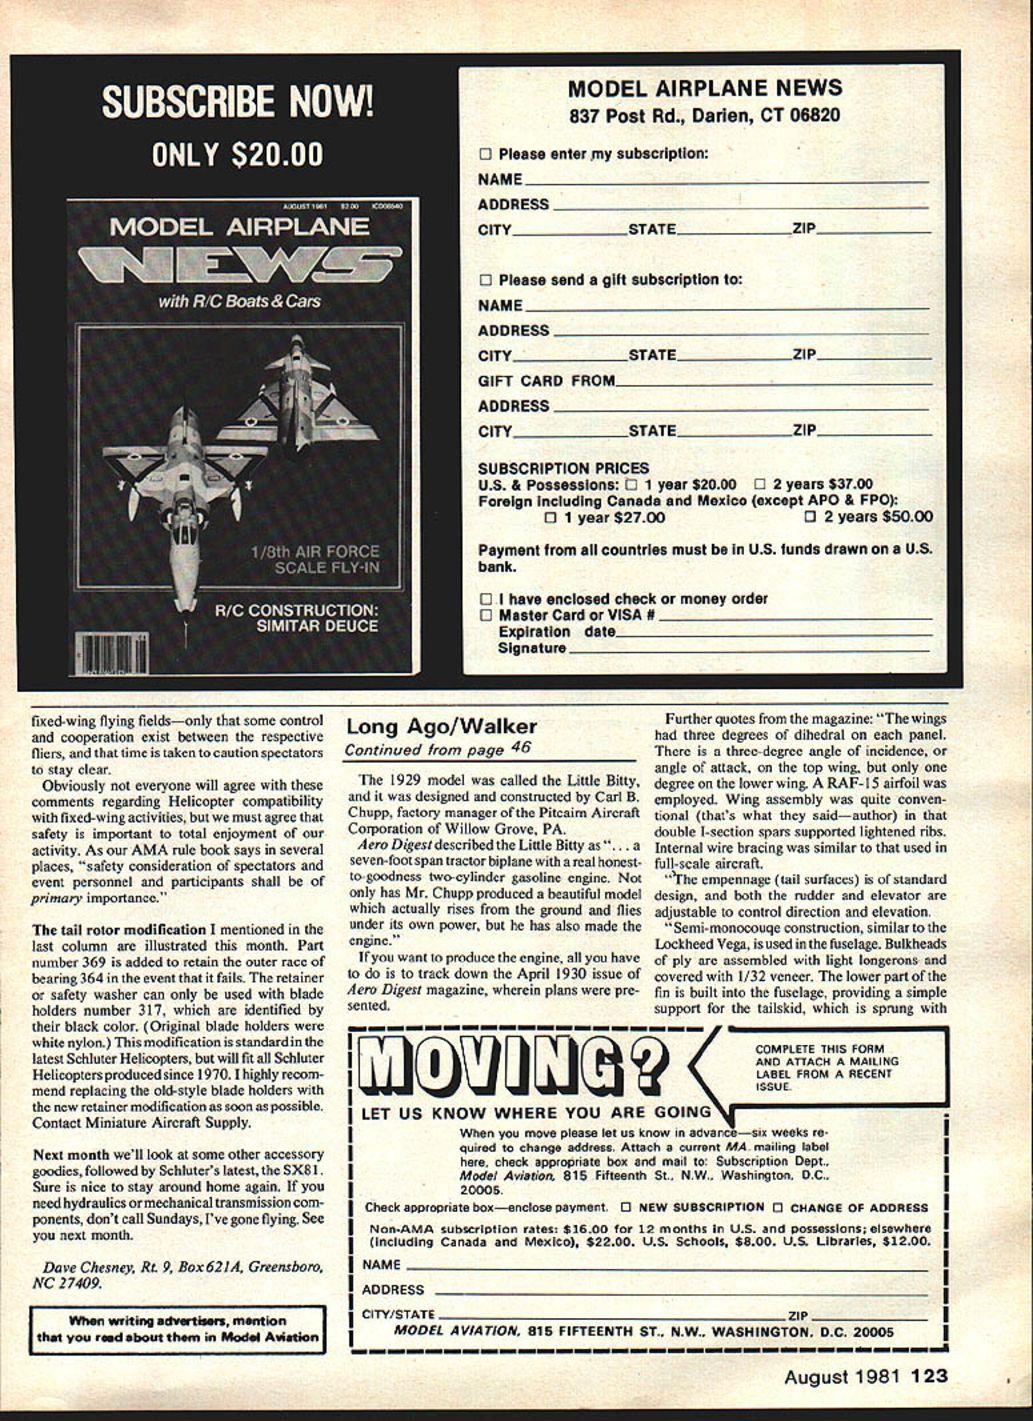 SUBSCRIBE NOW!
ONLY $20.00
AUGUST 1981 $2.00 ICD08640
MODEL AIRPLANE
NEWS
with R/C Boats & Cars
1/8th AIR FORCE
SCALE FLY-IN
R/C CONSTRUCTION:
SIMITAR DEUCE
MODEL AIRPLANE NEWS
837 Post Rd., Darien, CT 06820
☐ Please enter my subscription:
NAME
ADDRESS
CITY STATE ZIP
☐ Please send a gift subscription to:
NAME
ADDRESS
CITY STATE ZIP
GIFT CARD FROM
ADDRESS
CITY STATE ZIP
SUBSCRIPTION PRICES
U.S. & Possessions: ☐ 1 year $20.00 ☐ 2 years $37.00
Foreign including Canada and Mexico (except APO & FPO):
☐ 1 year $27.00 ☐ 2 years $50.00
Payment from all countries must be in U.S. funds drawn on a U.S.
bank.
☐ I have enclosed check or money order
☐ Master Card or VISA #
Expiration date
Signature
fixed-wing flying fields—only that some control
and cooperation exist between the respective
fliers, and that time is taken to caution spectators
to stay clear.
Obviously not everyone will agree with these
comments regarding Helicopter compatibility
with fixed-wing activities, but we must agree that
safety is important to total enjoyment of our
activity. As our AMA rule book says in several
places, "safety consideration of spectators and
event personnel and participants shall be of
primary importance."
The tail rotor modification I mentioned in the
last column are illustrated this month. Part
number 369 is added to retain the outer race of
bearing 364 in the event that it fails. The retainer
or safety washer can only be used with blade
holders number 317, which are identified by
their black color. (Original blade holders were
white nylon.) This modification is standard in the
latest Schluter Helicopters, but will fit all Schluter
Helicopters produced since 1970. I highly recom-
mend replacing the old-style blade holders with
the new retainer modification as soon as possible.
Contact Miniature Aircraft Supply.
Next month we'll look at some other accessory
goodies, followed by Schluter's latest, the SX81.
Sure is nice to stay around home again. If you
need hydraulics or mechanical transmission com-
ponents, don't call Sundays, I've gone flying. See
you next month.
Dave Chesney, Rt. 9, Box 621A, Greensboro,
NC 27409.
When writing advertisers, mention
that you read about them in Model Aviation
Long Ago/Walker
Continued from page 46
The 1929 model was called the Little Bitty,
and it was designed and constructed by Carl B.
Chupp, factory manager of the Pitcairn Aircraft
Corporation of Willow Grove, PA.
Aero Digest described the Little Bitty as "... a
seven-foot span tractor biplane with a real honest-
to-goodness two-cylinder gasoline engine. Not
only has Mr. Chupp produced a beautiful model
which actually rises from the ground and flies
under its own power, but he has also made the
engine."
If you want to produce the engine, all you have
to do is to track down the April 1930 issue of
Aero Digest magazine, wherein plans were pre-
sented.
Further quotes from the magazine: "The wings
had three degrees of dihedral on each panel.
There is a three-degree angle of incidence, or
angle of attack, on the top wing, but only one
degree on the lower wing. A RAF-15 airfoil was
employed. Wing assembly was quite conven-
tional (that's what they said—author) in that
double I-section spars supported lightened ribs.
Internal wire bracing was similar to that used in
full-scale aircraft.
"The empennage (tail surfaces) is of standard
design, and both the rudder and elevator are
adjustable to control direction and elevation.
"Semi-monocouqe construction, similar to the
Lockheed Vega, is used in the fuselage. Bulkheads
of ply are assembled with light longerons and
covered with 1/32 veneer. The lower part of the
fin is built into the fuselage, providing a simple
support for the tailskid, which is sprung with
MOVING?
COMPLETE THIS FORM
AND ATTACH A MAILING
LABEL FROM A RECENT
ISSUE.
LET US KNOW WHERE YOU ARE GOING
When you move please let us know in advance—six weeks re-
quired to change address. Attach a current MA mailing label
here, check appropriate box and mail to: Subscription Dept.,
Model Aviation, 815 Fifteenth St., N.W., Washington, D.C.,
20005.
Check appropriate box—enclose payment. ☐ NEW SUBSCRIPTION ☐ CHANGE OF ADDRESS
Non-AMA subscription rates: $16.00 for 12 months in U.S. and possessions; elsewhere
(including Canada and Mexico), $22.00. U.S. Schools, $8.00. U.S. Libraries, $12.00.
NAME
ADDRESS
CITY/STATE ZIP
MODEL AVIATION, 815 FIFTEENTH ST., N.W., WASHINGTON, D.C. 20005
August 1981 123